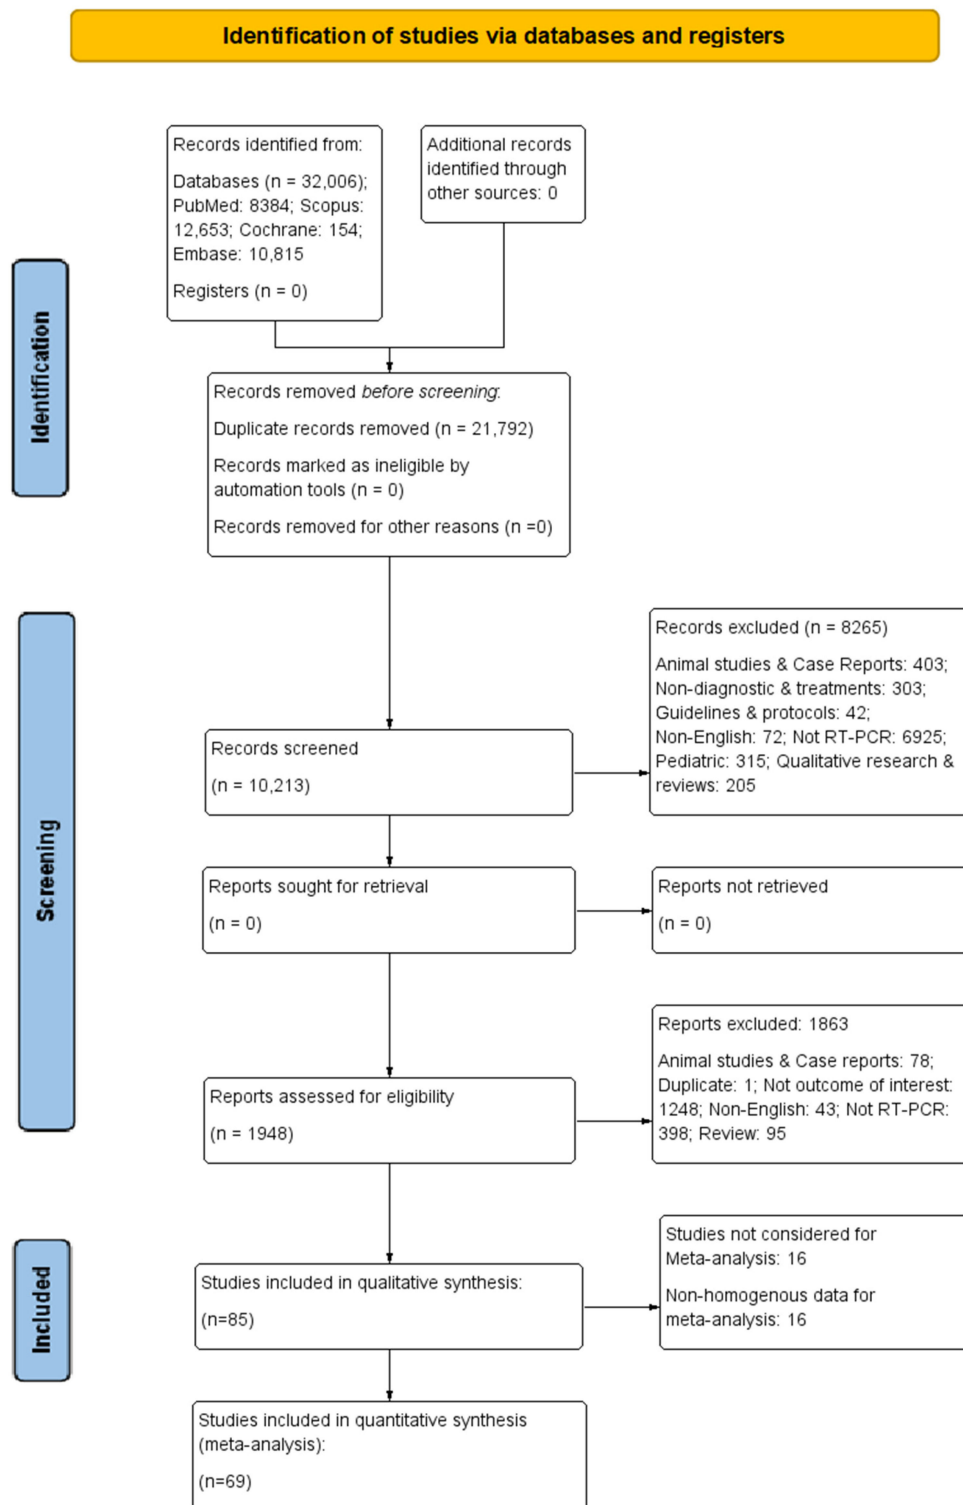 Identification of studies via databases and registers
Records identified from:
Databases (n = 32,006);
PubMed: 8384; Scopus:
12,653; Cochrane: 154;
Embase: 10,815
Registers (n = 0)
Additional records
identified through
other sources: 0
Identification
Records removed before screening:
Duplicate records removed (n = 21,792)
Records marked as ineligible by
automation tools (n = 0)
Records removed for other reasons (n =0)
Screening
Records screened
(n = 10,213)
Records excluded (n = 8265)
Animal studies & Case Reports: 403;
Non-diagnostic & treatments: 303;
Guidelines & protocols: 42;
Non-English: 72; Not RT-PCR: 6925;
Pediatric: 315; Qualitative research &
reviews: 205
Reports sought for retrieval
(n = 0)
Reports not retrieved
(n = 0)
Reports assessed for eligibility
(n = 1948)
Reports excluded: 1863
Animal studies & Case reports: 78;
Duplicate: 1; Not outcome of interest:
1248; Non-English: 43; Not RT-PCR:
398; Review: 95
Included
Studies included in qualitative synthesis:
(n=85)
Studies not considered for
Meta-analysis: 16
Non-homogenous data for
meta-analysis: 16
Studies included in quantitative synthesis
(meta-analysis):
(n=69)